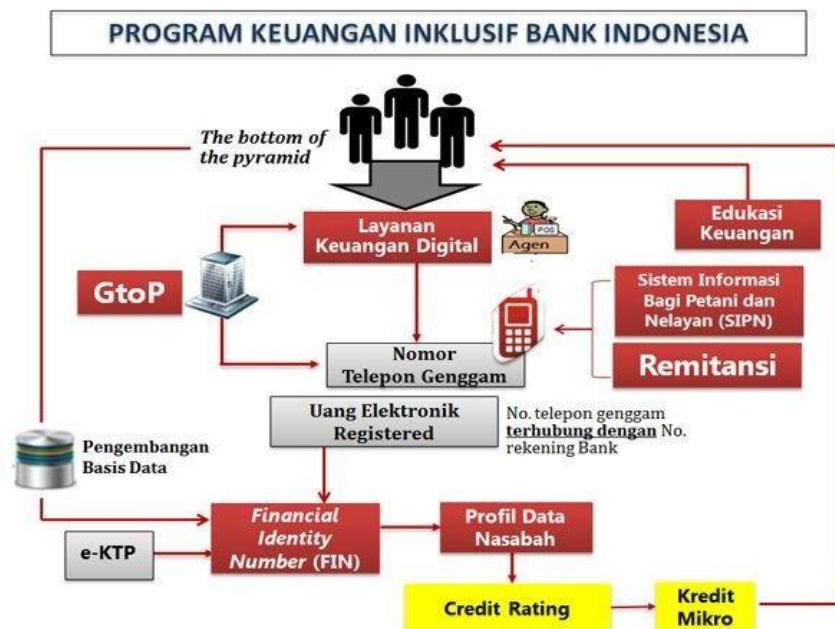 PROGRAM KEUANGAN INKLUSIF BANK INDONESIA
The bottom of
the pyramid
Layanan
Keuangan Digital
POS
Agen
Edukasi
Keuangan
GtoP
Sistem Informasi
Bagi Petani dan
Nelayan (SIPN)
Remitansi
Nomor
Telepon Genggam
Uang Elektronik
Registered
No. telepon genggam
terhubung dengan No.
rekening Bank
Pengembangan
Basis Data
e-KTP
Financial
Identity
Number (FIN)
Profil Data
Nasabah
Credit Rating
Kredit
Mikro